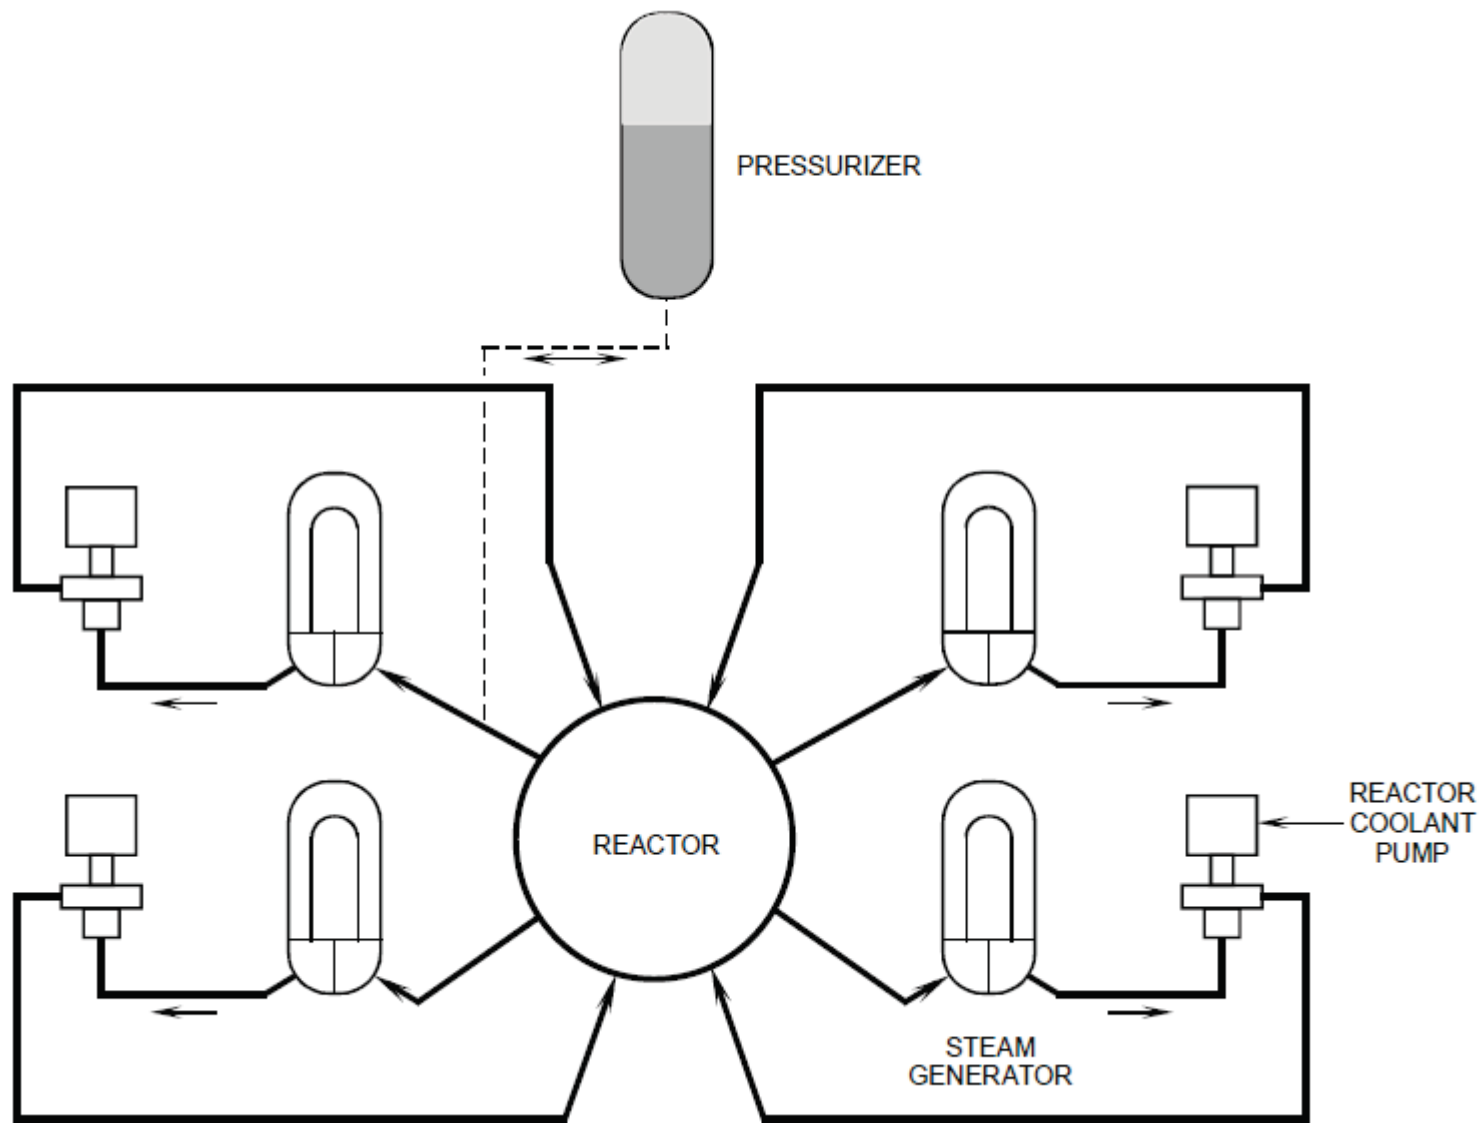 PRESSURIZER
REACTOR
REACTOR
COOLANT
PUMP
STEAM
GENERATOR